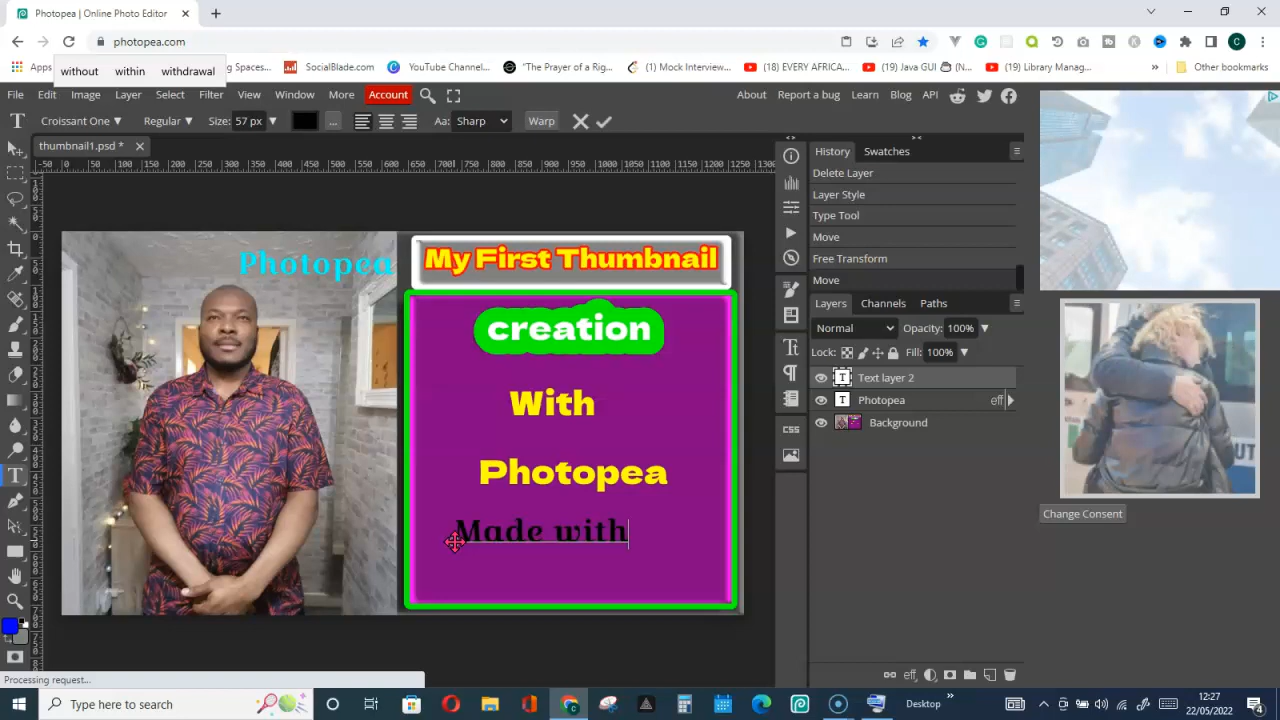 Photopea | Online Photo Editor
photopea.com
Apps
without within withdrawal
g Spaces...
SocialBlade.com
YouTube Channel...
"The Prayer of a Rig...
(1) Mock Interview...
(18) EVERY AFRICA...
(19) Java GUI
(N...
(19) Library Manag...
»
Other bookmarks
File Edit Image Layer Select Filter View Window More Account
About Report a bug Learn Blog API
Croissant One Regular Size: 57 px ... Aa: Sharp Warp
thumbnail1.psd *
My First Thumbnail
Photopea
creation
With
Photopea
Made with
History Swatches
Delete Layer
Layer Style
Type Tool
Move
Free Transform
Move
Layers Channels Paths
Normal Opacity: 100%
Lock: Fill: 100%
Text layer 2
Photopea eff
Background
CSS
eff
Change Consent
Processing request...
Type here to search
Desktop
12:27
22/05/2022
4